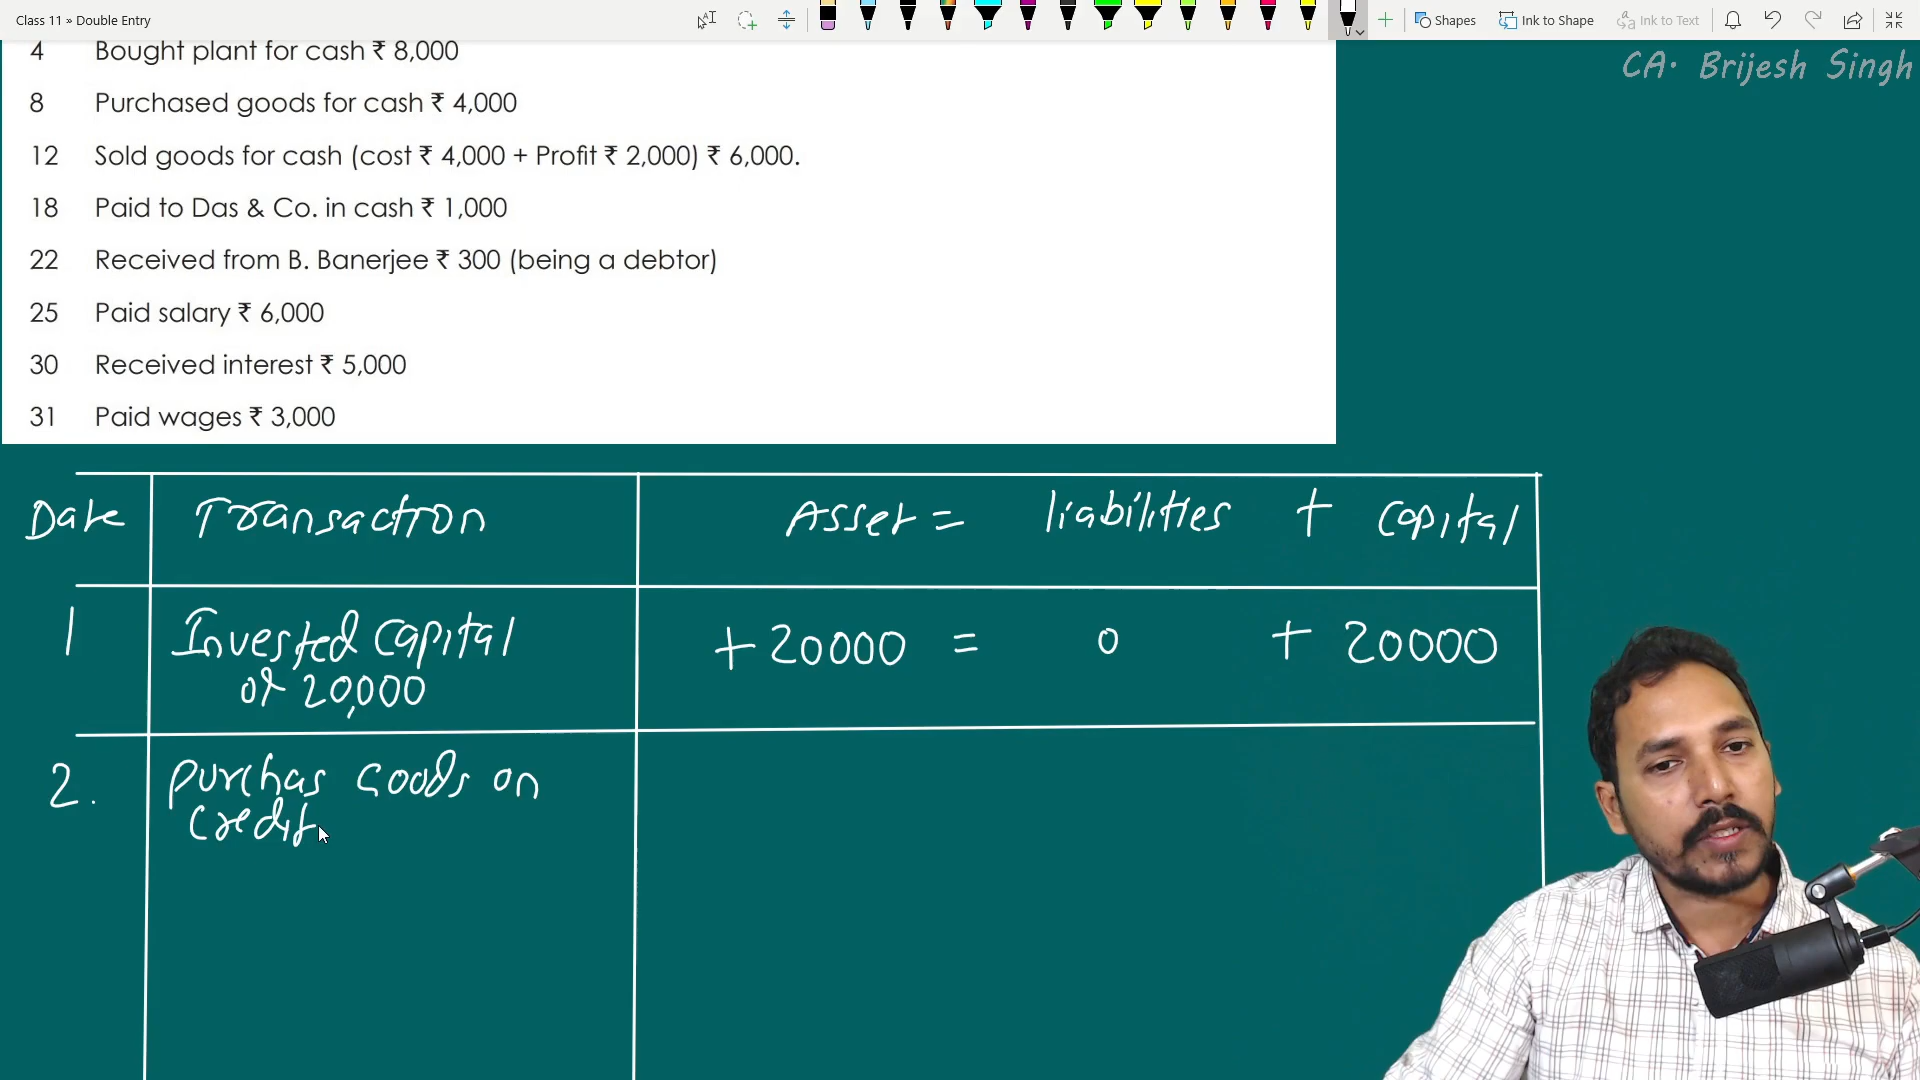 Class 11 » Double Entry
Shapes
Ink to Shape
Ink to Text
CA. Brijesh Singh
4 Bought plant for cash ₹ 8,000
8 Purchased goods for cash ₹ 4,000
12 Sold goods for cash (cost ₹ 4,000 + Profit ₹ 2,000) ₹ 6,000.
18 Paid to Das & Co. in cash ₹ 1,000
22 Received from B. Banerjee ₹ 300 (being a debtor)
25 Paid salary ₹ 6,000
30 Received interest ₹ 5,000
31 Paid wages ₹ 3,000
Date Transaction Asset = liabilities + Capital
1 Invested Capital + 20000 = 0 + 20000
of 20,000
2. Purchas Goods on
Credit